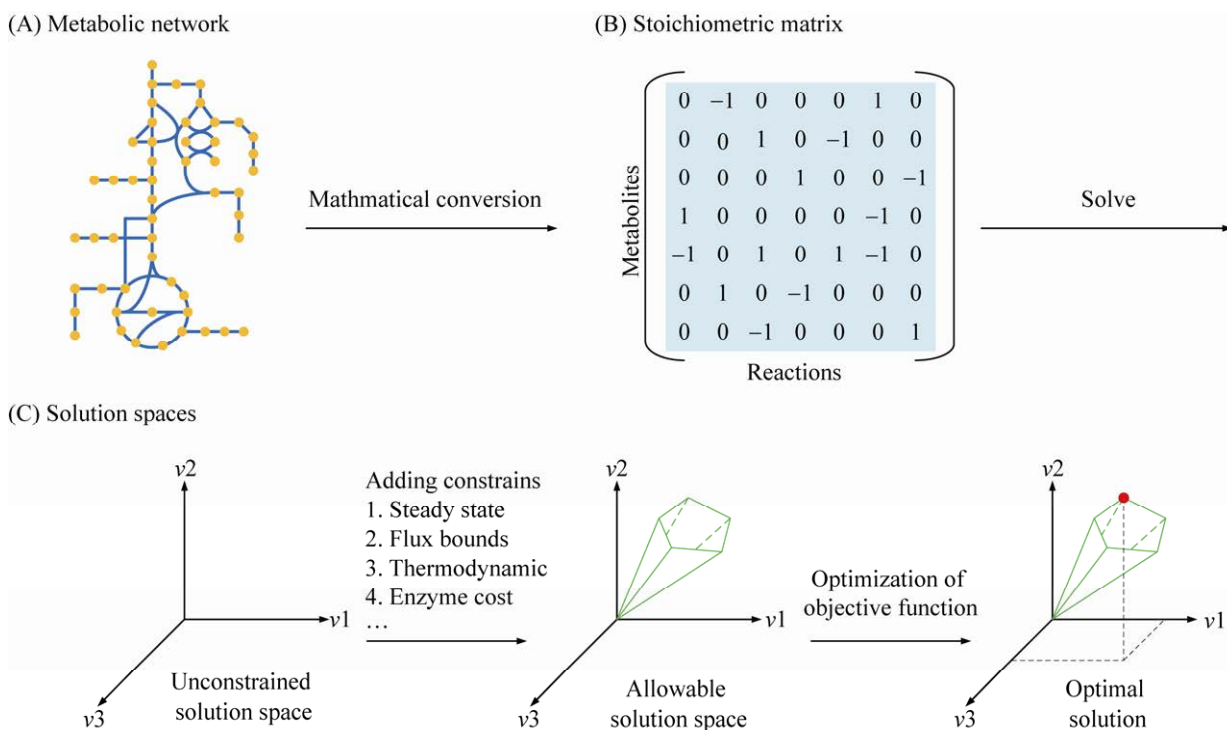 (A) Metabolic network
(B) Stoichiometric matrix
Mathmatical conversion
Metabolites
0 −1 0 0 0 1 0
0 0 1 0 −1 0 0
0 0 0 1 0 0 −1
1 0 0 0 0 −1 0
−1 0 1 0 1 −1 0
0 1 0 −1 0 0 0
0 0 −1 0 0 0 1
Reactions
Solve
(C) Solution spaces
v2
v1
v3
Unconstrained
solution space
Adding constrains
1. Steady state
2. Flux bounds
3. Thermodynamic
4. Enzyme cost
…
v2
v1
v3
Allowable
solution space
Optimization of
objective function
v2
v1
v3
Optimal
solution